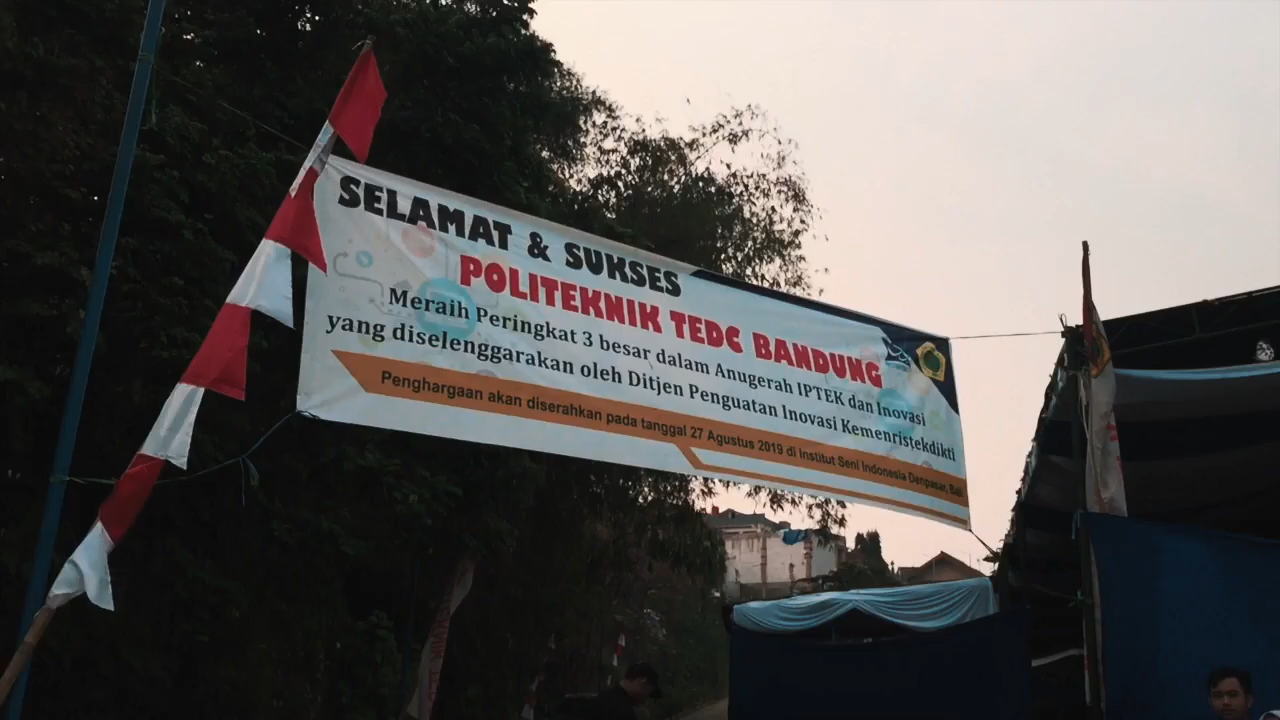 SELAMAT & SUKSES
POLITEKNIK TEDC BANDUNG
Meraih Peringkat 3 besar dalam Anugerah IPTEK dan Inovasi
yang diselenggarakan oleh Ditjen Penguatan Inovasi Kemenristekdikti
Penghargaan akan diserahkan pada tanggal 27 Agustus 2019 di Institut Seni Indonesia Denpasar, Bali